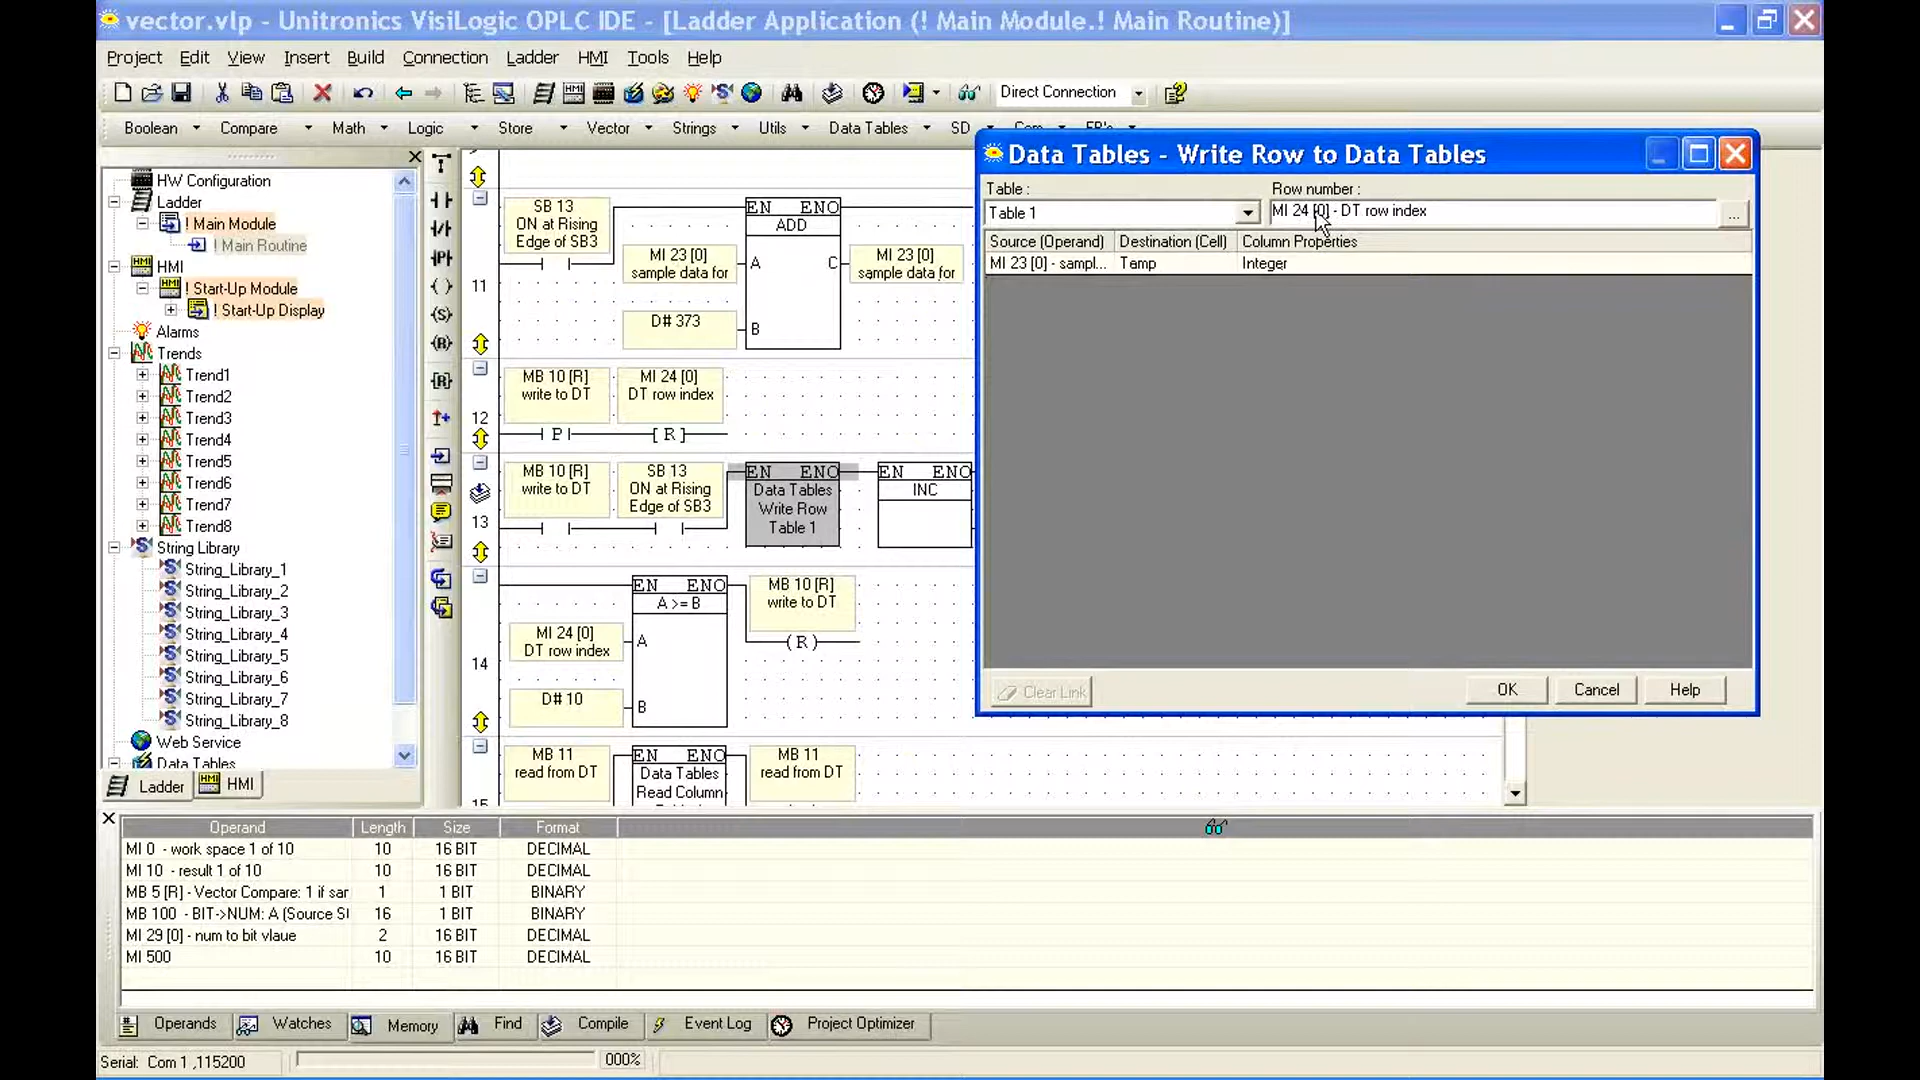 vector.vlp - Unitronics VisiLogic OPLC IDE - [Ladder Application (! Main Module.! Main Routine)]
Project Edit View Insert Build Connection Ladder HMI Tools Help
Direct Connection
Boolean Compare Math Logic Store Vector Strings Utils Data Tables SD
HW Configuration
Ladder
! Main Module
! Main Routine
HMI
! Start-Up Module
! Start-Up Display
Alarms
Trends
Trend1
Trend2
Trend3
Trend4
Trend5
Trend6
Trend7
Trend8
String Library
String_Library_1
String_Library_2
String_Library_3
String_Library_4
String_Library_5
String_Library_6
String_Library_7
String_Library_8
Web Service
Data Tables
Ladder HMI
SB 13
ON at Rising
Edge of SB3
EN ENO
ADD
MI 23 [0]
sample data for
A C
MI 23 [0]
sample data for
11
D# 373
B
MB 10 [R]
write to DT
MI 24 [0]
DT row index
12
P
[ R ]
MB 10 [R]
write to DT
SB 13
ON at Rising
Edge of SB3
EN ENO
Data Tables
Write Row
Table 1
EN ENO
INC
13
EN ENO
A >= B
MB 10 [R]
write to DT
( R )
MI 24 [0]
DT row index
A
14
D# 10
B
MB 11
read from DT
EN ENO
Data Tables
Read Column
MB 11
read from DT
15
Data Tables - Write Row to Data Tables
Table : Row number :
Table 1 MI 24 [0] - DT row index ...
Source (Operand) Destination (Cell) Column Properties
MI 23 [0] - sampl... Tamp Integer
Clear Link OK Cancel Help
Operand Length Size Format
MI 0 - work space 1 of 10 10 16 BIT DECIMAL
MI 10 - result 1 of 10 10 16 BIT DECIMAL
MB 5 [R] - Vector Compare: 1 if sar 1 1 BIT BINARY
MB 100 - BIT->NUM: A (Source S 16 1 BIT BINARY
MI 29 [0] - num to bit vlaue 2 16 BIT DECIMAL
MI 500 10 16 BIT DECIMAL
Operands Watches Memory Find Compile Event Log Project Optimizer
Serial: Com 1 ,115200 000%